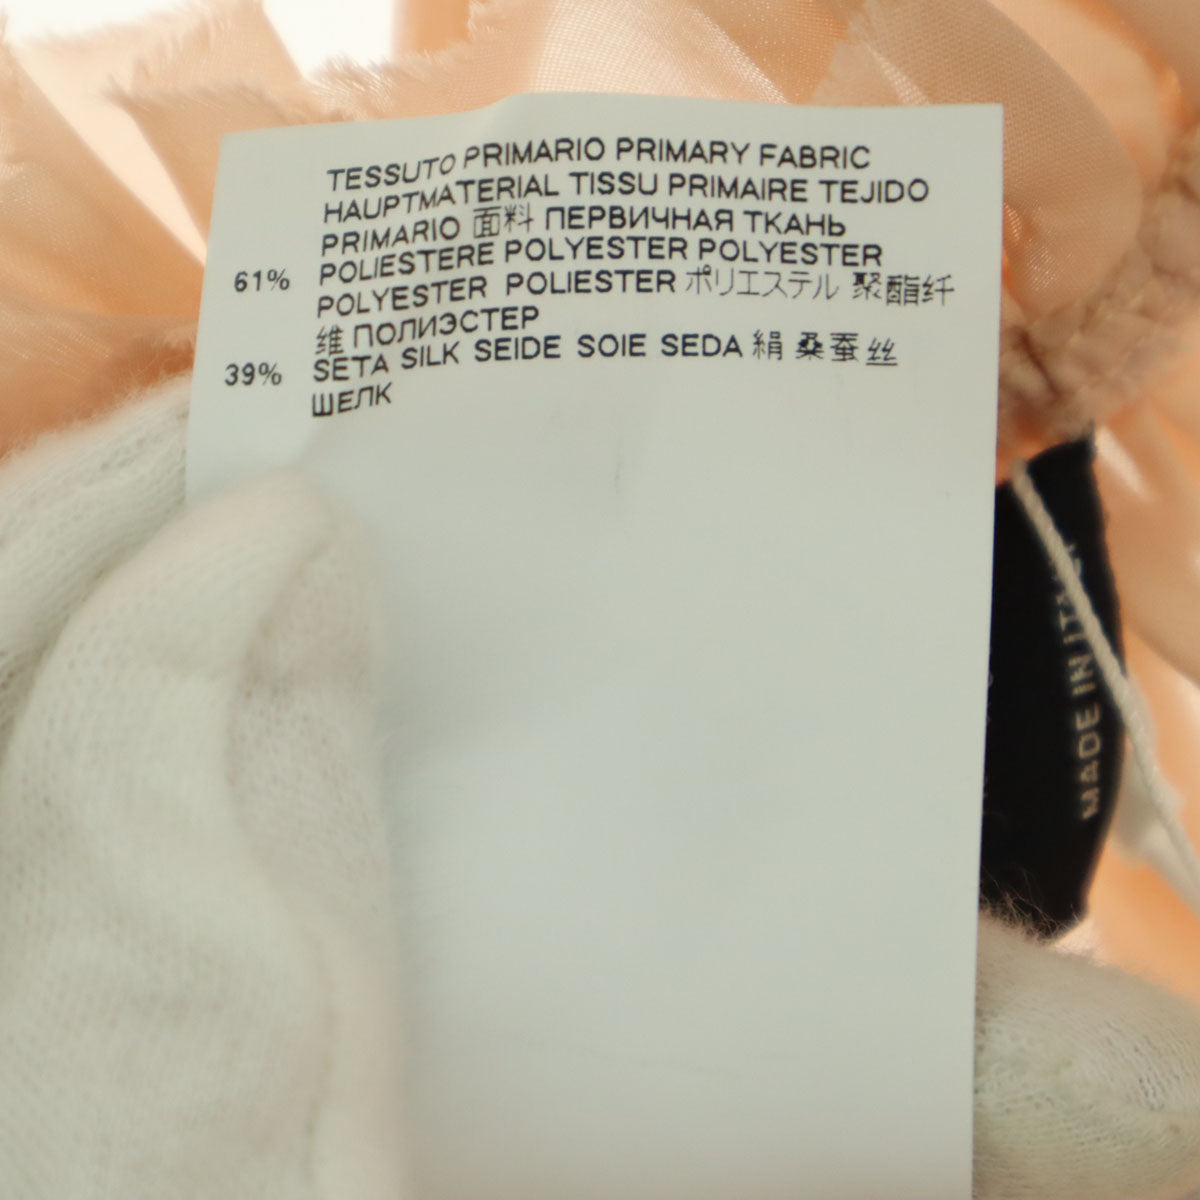 TESSUTO PRIMARIO PRIMARY FABRIC
HAUPTMATERIAL TISSU PRIMAIRE TEJIDO
PRIMARIO 面料 ПЕРВИЧНАЯ ТКАНЬ
61% POLIESTERE POLYESTER POLYESTER
POLYESTER POLIESTER ポリエステル 聚酯纤
维 ПОЛИЭСТЕР
39% SETA SILK SEIDE SOIE SEDA 絹 桑蚕丝
ШЕЛК
MADE IN ITALY